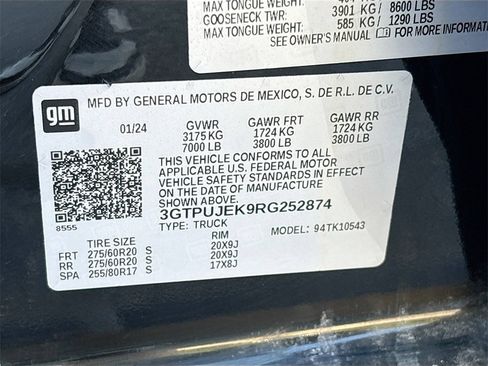 MAX TONGUE
GOOSENECK TWR: 3901 KG / 8600 LBS
MAX TONGUE WT: 585 KG / 1290 LBS
SEE OWNER'S MANUAL FOR MORE
gm
MFD BY GENERAL MOTORS DE MEXICO, S. DE R.L. DE C.V.
01/24 GVWR GAWR FRT GAWR RR
3175 KG 1724 KG 1724 KG
7000 LB 3800 LB 3800 LB
THIS VEHICLE CONFORMS TO ALL
APPLICABLE U.S. FEDERAL MOTOR
VEHICLE SAFETY STANDARDS IN EFFECT
ON THE DATE OF MANUFACTURE SHOWN ABOVE.
3GTPUJEK9RG252874
8555 TYPE: TRUCK MODEL: 94TK10543
TIRE SIZE RIM
FRT 275/60R20 S 20X9J
RR 275/60R20 S 20X9J
SPA 255/80R17 S 17X8J